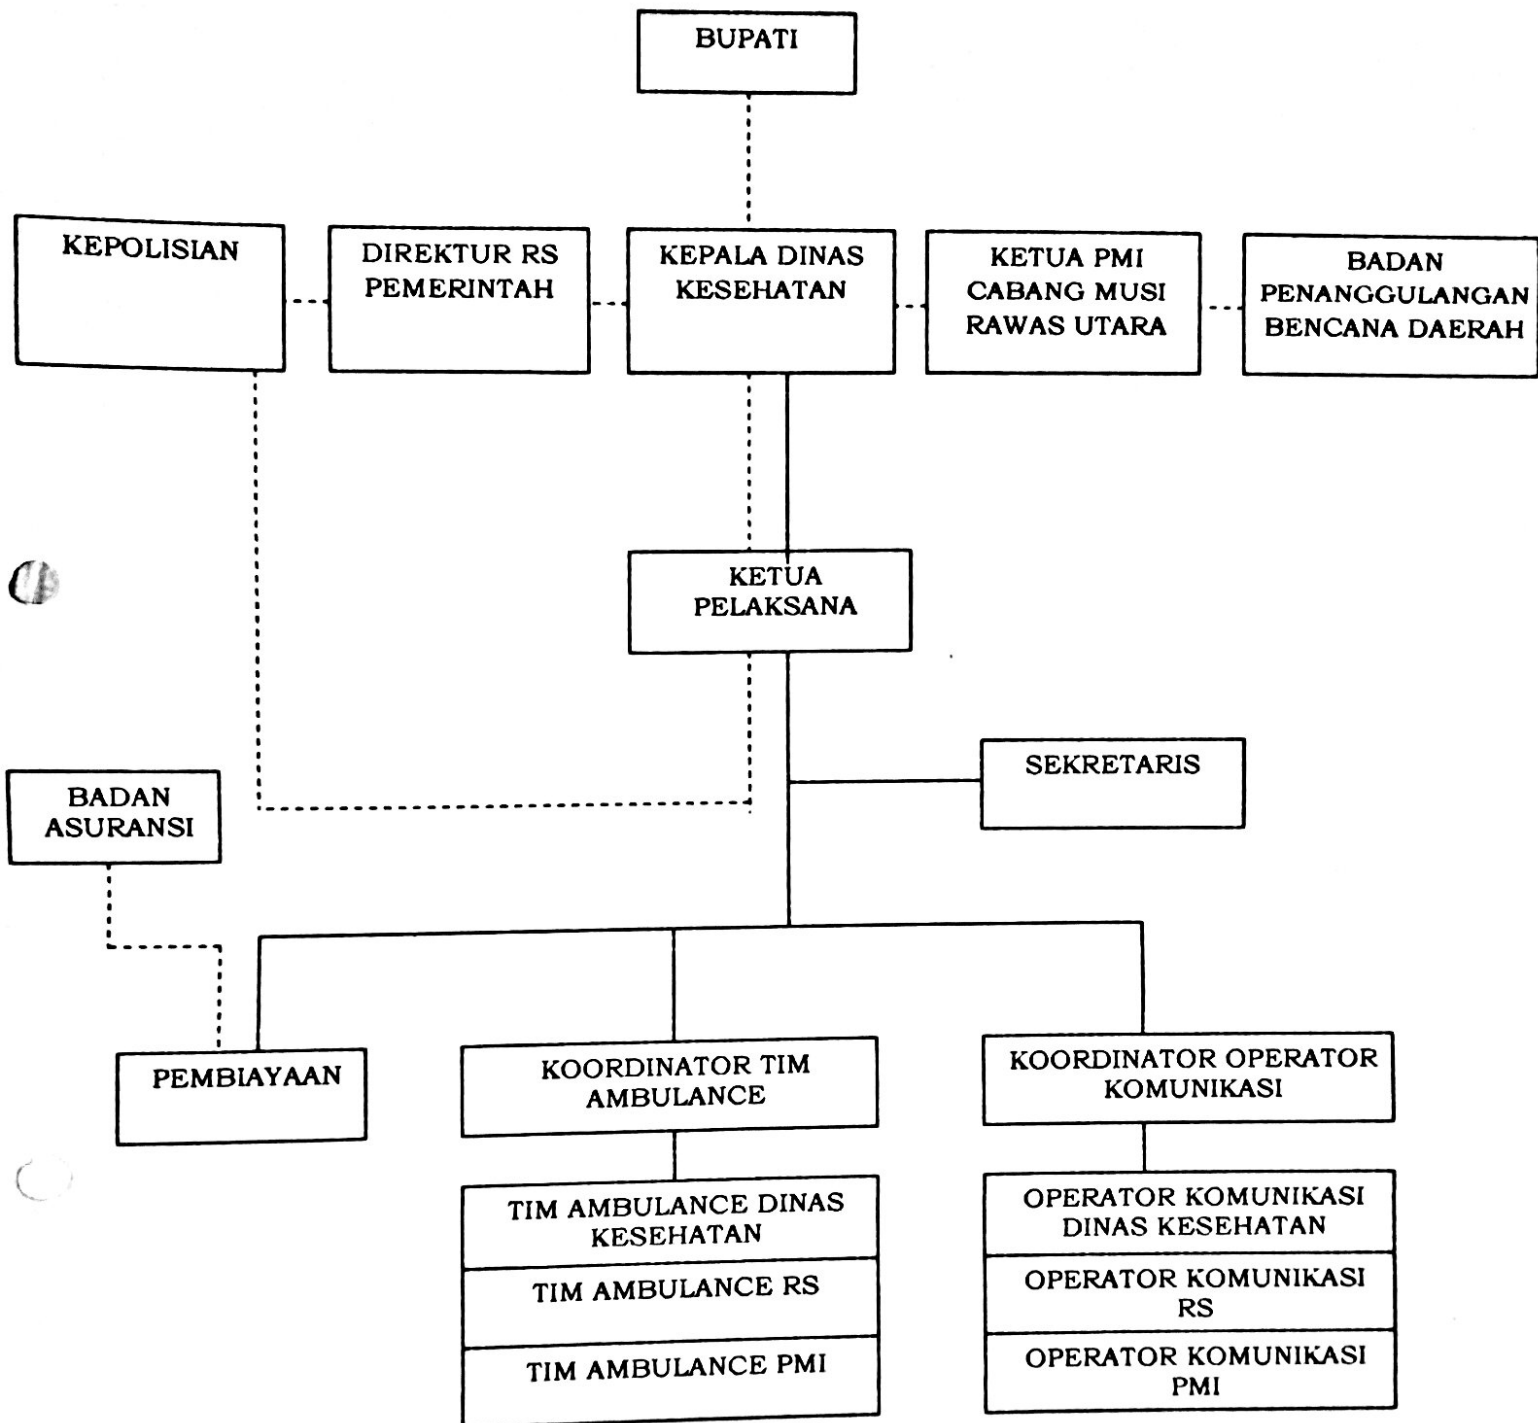 BUPATI
KEPOLISIAN
DIREKTUR RS
PEMERINTAH
KEPALA DINAS
KESEHATAN
KETUA PMI
CABANG MUSI
RAWAS UTARA
BADAN
PENANGGULANGAN
BENCANA DAERAH
KETUA
PELAKSANA
SEKRETARIS
BADAN
ASURANSI
PEMBIAYAAN
KOORDINATOR TIM
AMBULANCE
KOORDINATOR OPERATOR
KOMUNIKASI
TIM AMBULANCE DINAS
KESEHATAN
TIM AMBULANCE RS
TIM AMBULANCE PMI
OPERATOR KOMUNIKASI
DINAS KESEHATAN
OPERATOR KOMUNIKASI
RS
OPERATOR KOMUNIKASI
PMI